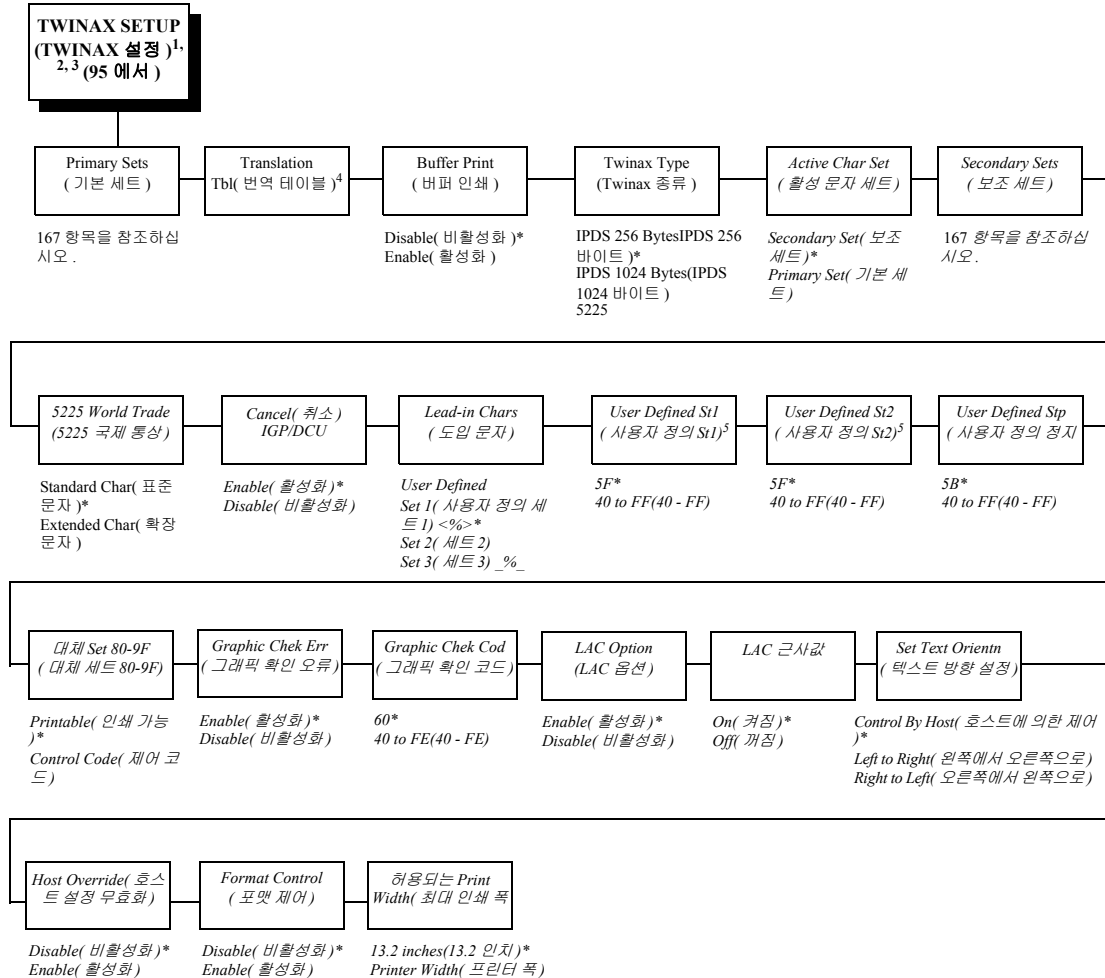 TWINAX SETUP
(TWINAX 설정 )1,
2, 3 (95 에서 )
Primary Sets
( 기본 세트 )
167 항목을 참조하십
시오 .
Translation
Tbl( 번역 테이블 )4
Buffer Print
( 버퍼 인쇄 )
Disable( 비활성화 )*
Enable( 활성화 )
Twinax Type
(Twinax 종류 )
IPDS 256 BytesIPDS 256
바이트 )*
IPDS 1024 Bytes(IPDS
1024 바이트 )
5225
Active Char Set
( 활성 문자 세트 )
Secondary Set( 보조
세트 )*
Primary Set( 기본 세
트 )
Secondary Sets
( 보조 세트 )
167 항목을 참조하십
시오 .
5225 World Trade
(5225 국제 통상 )
Standard Char( 표준
문자 )*
Extended Char( 확장
문자 )
Cancel( 취소 )
IGP/DCU
Enable( 활성화 )*
Disable( 비활성화 )
Lead-in Chars
( 도입 문자 )
User Defined
Set 1( 사용자 정의 세
트 1) <%>*
Set 2( 세트 2)
Set 3( 세트 3) _%_
User Defined St1
( 사용자 정의 St1)5
5F*
40 to FF(40 - FF)
User Defined St2
( 사용자 정의 St2)5
5F*
40 to FF(40 - FF)
User Defined Stp
( 사용자 정의 정지
5B*
40 to FF(40 - FF)
대체 Set 80-9F
( 대체 세트 80-9F)
Printable( 인쇄 가능
)*
Control Code( 제어 코
드 )
Graphic Chek Err
( 그래픽 확인 오류 )
Enable( 활성화 )*
Disable( 비활성화 )
Graphic Chek Cod
( 그래픽 확인 코드 )
60*
40 to FE(40 - FE)
LAC Option
(LAC 옵션 )
Enable( 활성화 )*
Disable( 비활성화 )
LAC 근사값
On( 켜짐 )*
Off( 꺼짐 )
Set Text Orientn
( 텍스트 방향 설정 )
Control By Host( 호스트에 의한 제어
)*
Left to Right( 왼쪽에서 오른쪽으로 )
Right to Left( 오른쪽에서 왼쪽으로 )
Host Override( 호스
트 설정 무효화 )
Disable( 비활성화 )*
Enable( 활성화 )
Format Control
( 포맷 제어 )
Disable( 비활성화 )*
Enable( 활성화 )
허용되는 Print
Width( 최대 인쇄 폭
13.2 inches(13.2 인치 )*
Printer Width( 프린터 폭 )